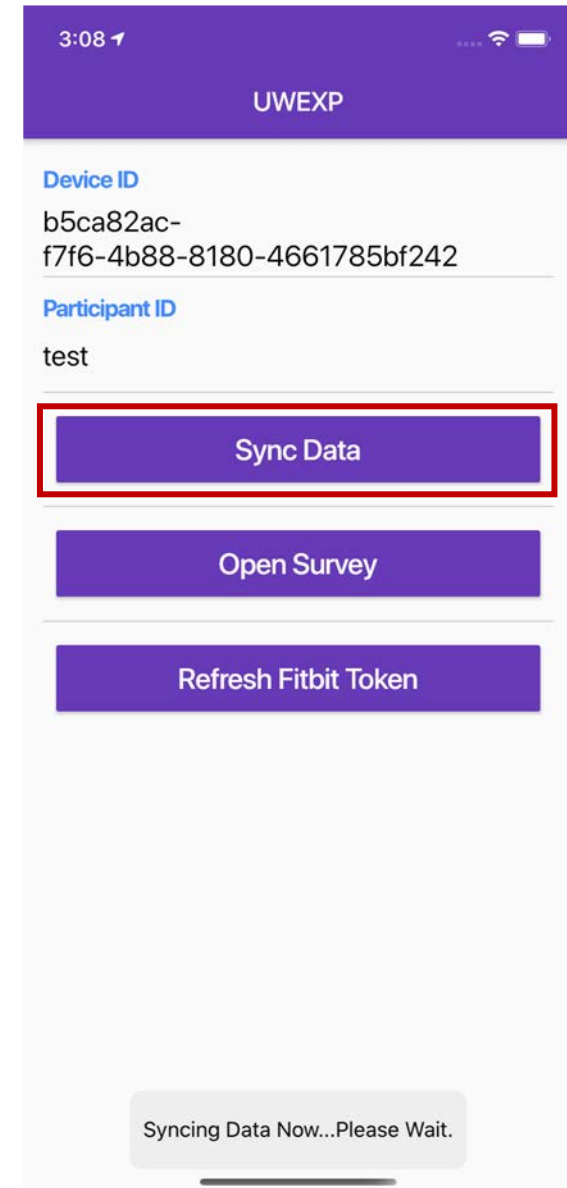 3:08
UWEXP
Device ID
b5ca82ac-
f7f6-4b88-8180-4661785bf242
Participant ID
test
Sync Data
Open Survey
Refresh Fitbit Token
Syncing Data Now...Please Wait.